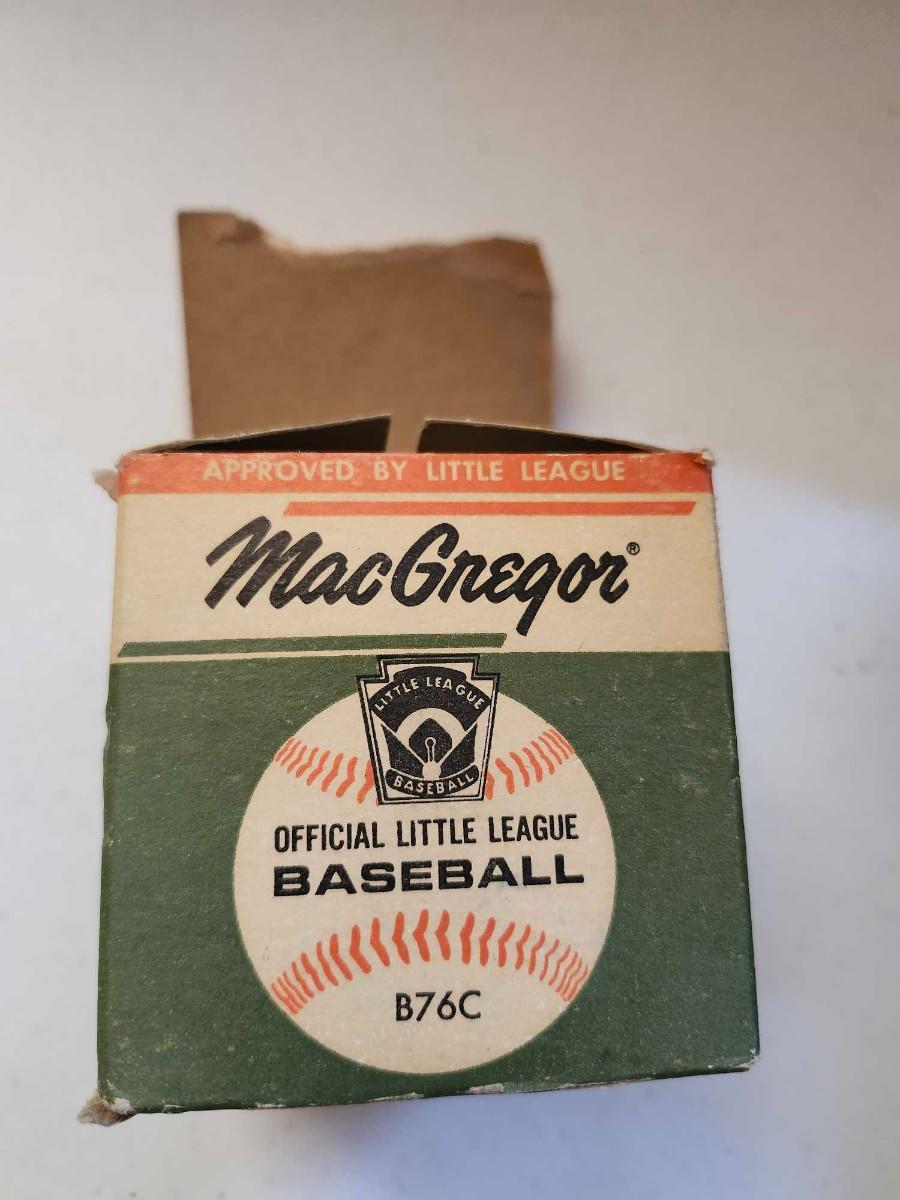 APPROVED BY LITTLE LEAGUE
MacGregor®
LITTLE LEAGUE
BASEBALL
OFFICIAL LITTLE LEAGUE
BASEBALL
B76C